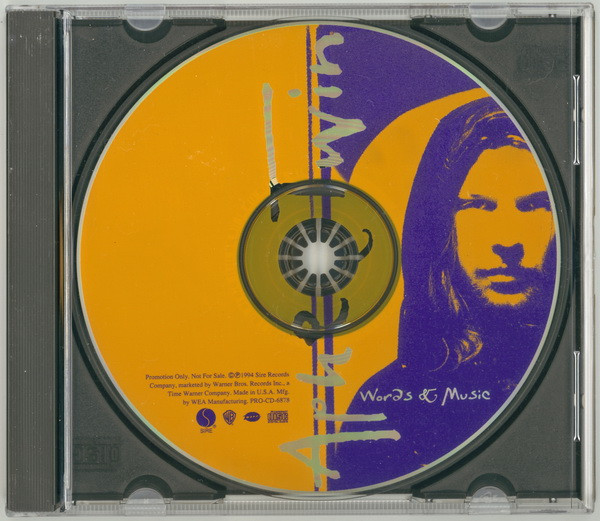 Aphex Twin
Words & Music
Promotion Only. Not For Sale. ©℗1994 Sire Records
Company, marketed by Warner Bros. Records Inc., a
Time Warner Company. Made in U.S.A. Mfg.
by WEA Manufacturing. PRO-CD-6878
SIRE